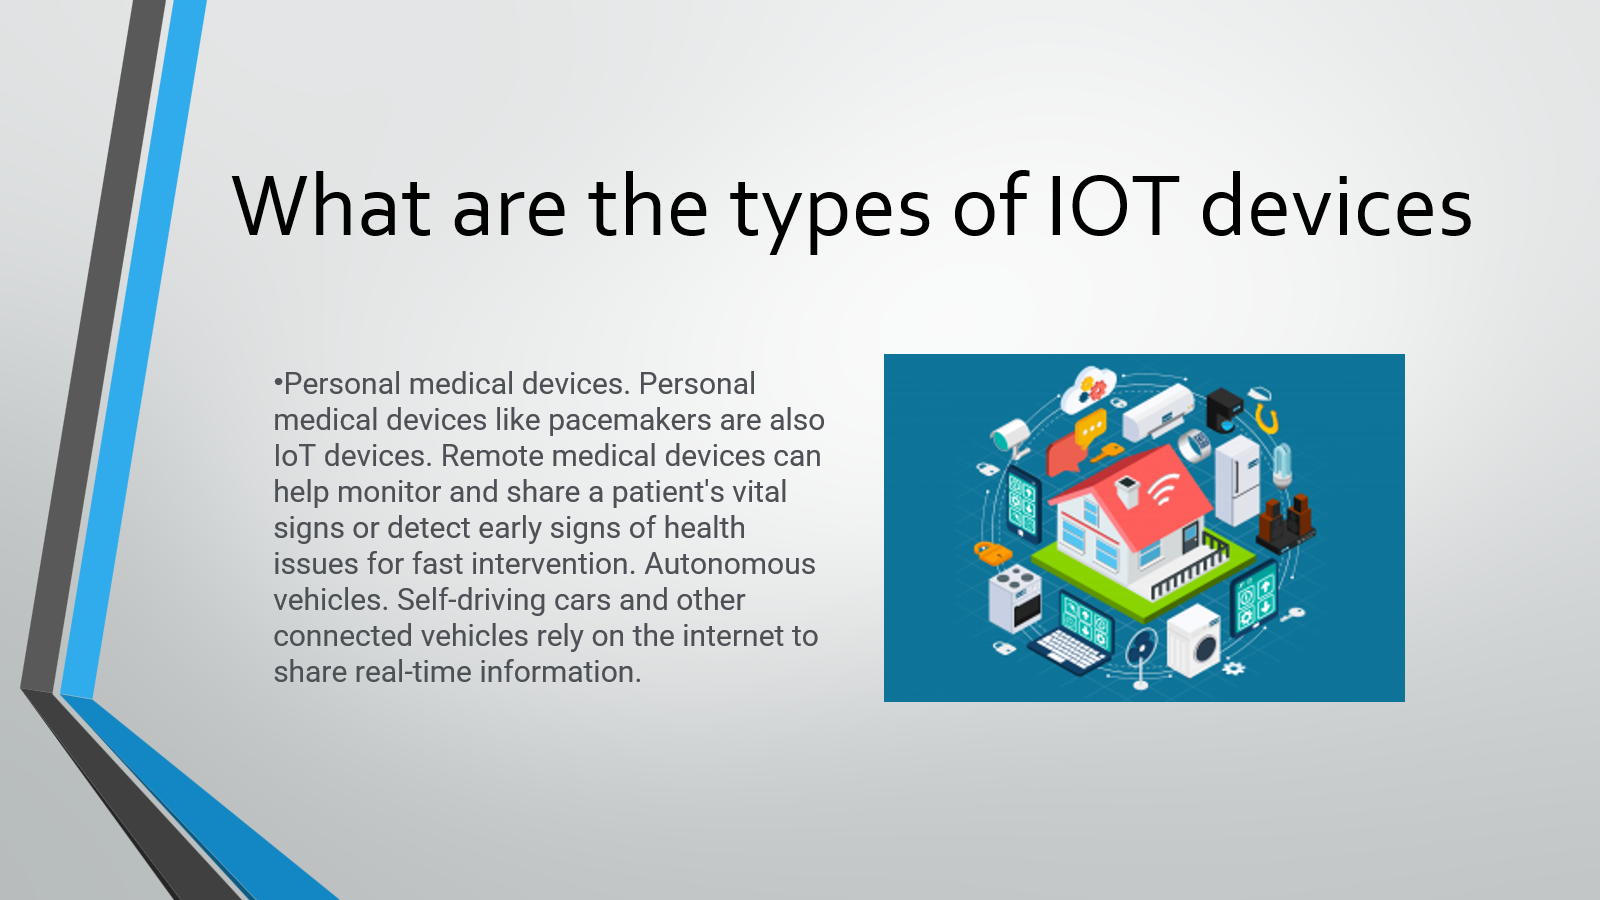 What are the types of IOT devices
•Personal medical devices. Personal
medical devices like pacemakers are also
IoT devices. Remote medical devices can
help monitor and share a patient's vital
signs or detect early signs of health
issues for fast intervention. Autonomous
vehicles. Self-driving cars and other
connected vehicles rely on the internet to
share real-time information.